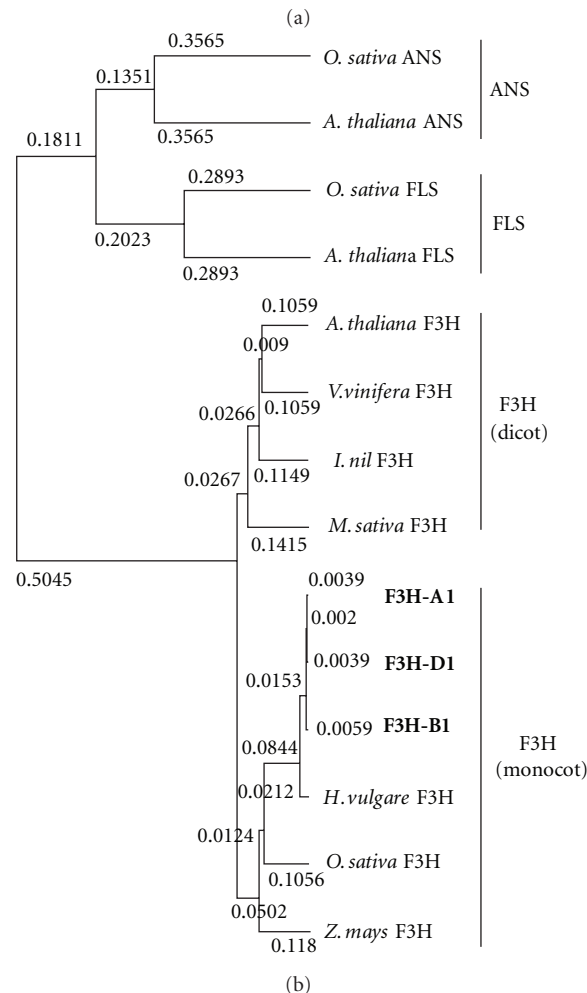 (a)
0.3565
O. sativa ANS
0.1351
ANS
A. thaliana ANS
0.3565
0.1811
0.2893
O. sativa FLS
FLS
0.2023
A. thaliana FLS
0.2893
0.1059
A. thaliana F3H
0.009
V.vinifera F3H
0.1059
F3H
(dicot)
0.0266
I. nil F3H
0.1149
0.0267
M. sativa F3H
0.1415
0.5045
0.0039
F3H-A1
0.002
0.0039
F3H-D1
0.0153
0.0059
F3H-B1
F3H
(monocot)
0.0844
0.0212
H.vulgare F3H
0.0124
O.sativa F3H
0.1056
0.0502
Z. mays F3H
0.118
(b)